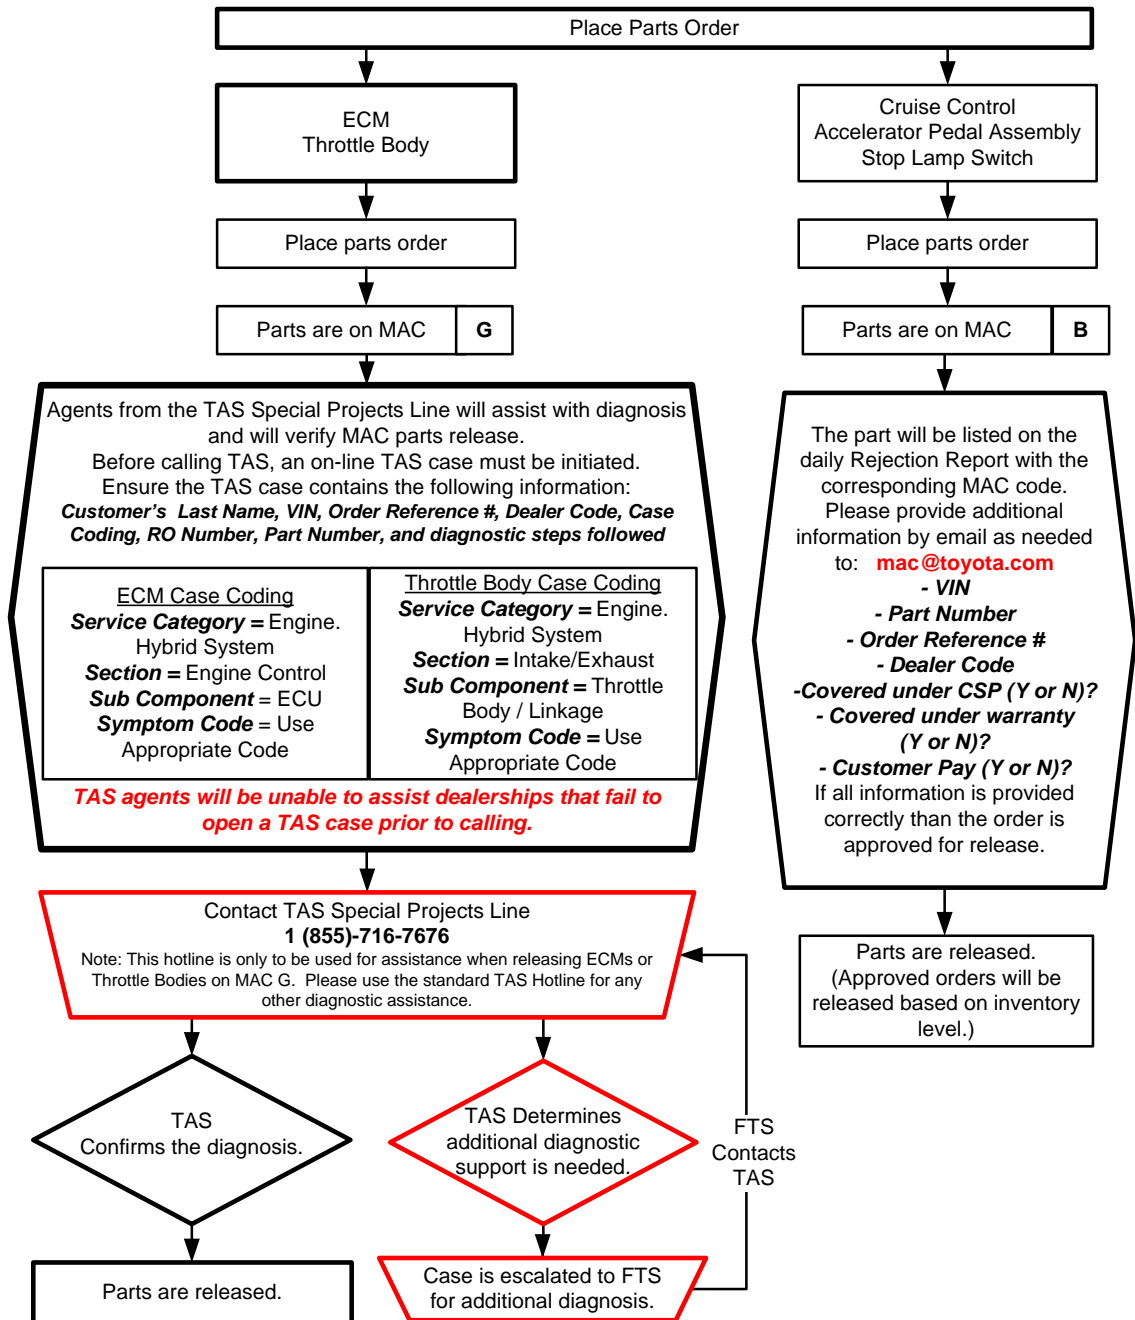 Place Parts Order
ECM
Throttle Body
Place parts order
Parts are on MAC
G
Agents from the TAS Special Projects Line will assist with diagnosis
and will verify MAC parts release.
Before calling TAS, an on-line TAS case must be initiated.
Ensure the TAS case contains the following information:
Customer's Last Name, VIN, Order Reference #, Dealer Code, Case
Coding, RO Number, Part Number, and diagnostic steps followed
ECM Case Coding
Service Category = Engine.
Hybrid System
Section = Engine Control
Sub Component = ECU
Symptom Code = Use
Appropriate Code
Throttle Body Case Coding
Service Category = Engine.
Hybrid System
Section = Intake/Exhaust
Sub Component = Throttle
Body / Linkage
Symptom Code = Use
Appropriate Code
TAS agents will be unable to assist dealerships that fail to
open a TAS case prior to calling.
Contact TAS Special Projects Line
1 (855)-716-7676
Note: This hotline is only to be used for assistance when releasing ECMs or
Throttle Bodies on MAC G. Please use the standard TAS Hotline for any
other diagnostic assistance.
TAS
Confirms the diagnosis.
Parts are released.
TAS Determines
additional diagnostic
support is needed.
Case is escalated to FTS
for additional diagnosis.
FTS
Contacts
TAS
Cruise Control
Accelerator Pedal Assembly
Stop Lamp Switch
Place parts order
Parts are on MAC
B
The part will be listed on the
daily Rejection Report with the
corresponding MAC code.
Please provide additional
information by email as needed
to: mac@toyota.com
- VIN
- Part Number
- Order Reference #
- Dealer Code
-Covered under CSP (Y or N)?
- Covered under warranty
(Y or N)?
- Customer Pay (Y or N)?
If all information is provided
correctly than the order is
approved for release.
Parts are released.
(Approved orders will be
released based on inventory
level.)